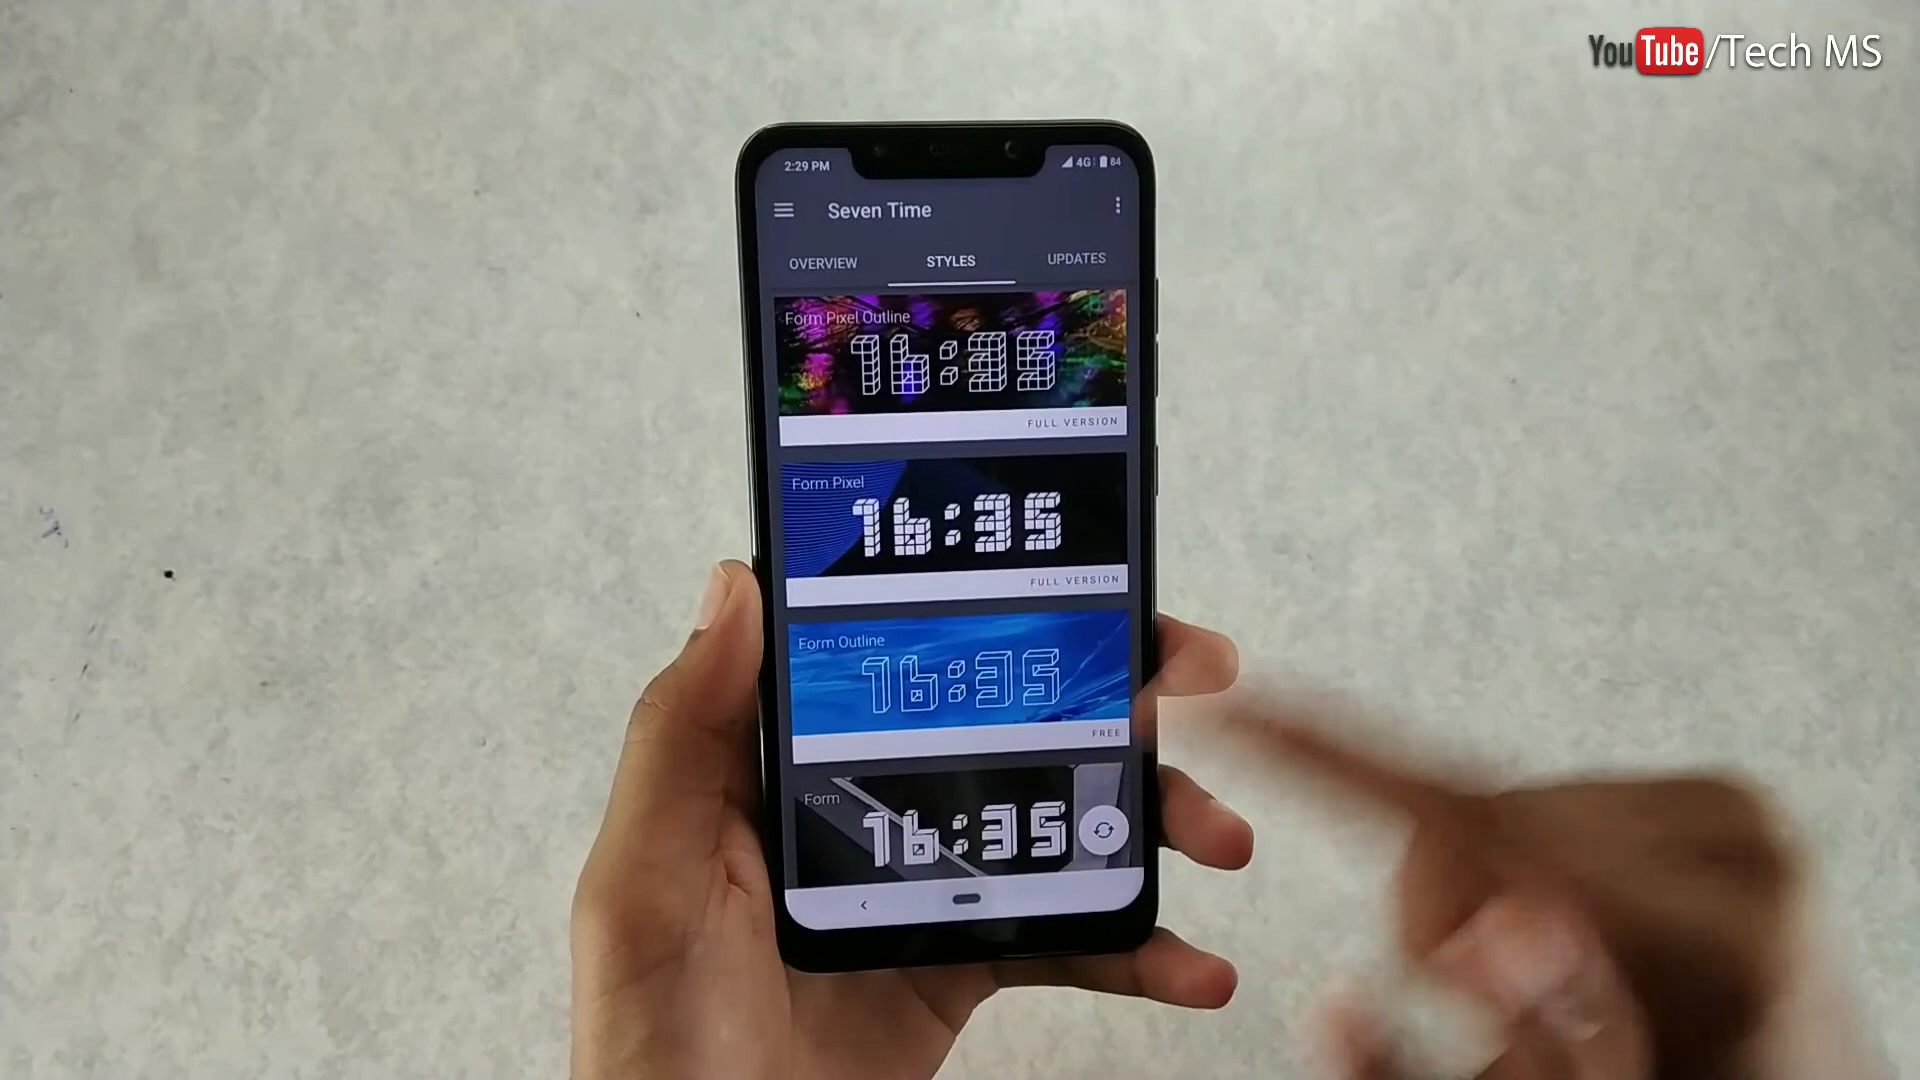 YouTube/Tech MS
2:29 PM
4G 84
Seven Time
OVERVIEW STYLES UPDATES
Form Pixel Outline
16:35
FULL VERSION
Form Pixel
16:35
FULL VERSION
Form Outline
16:35
FREE
Form
16:35